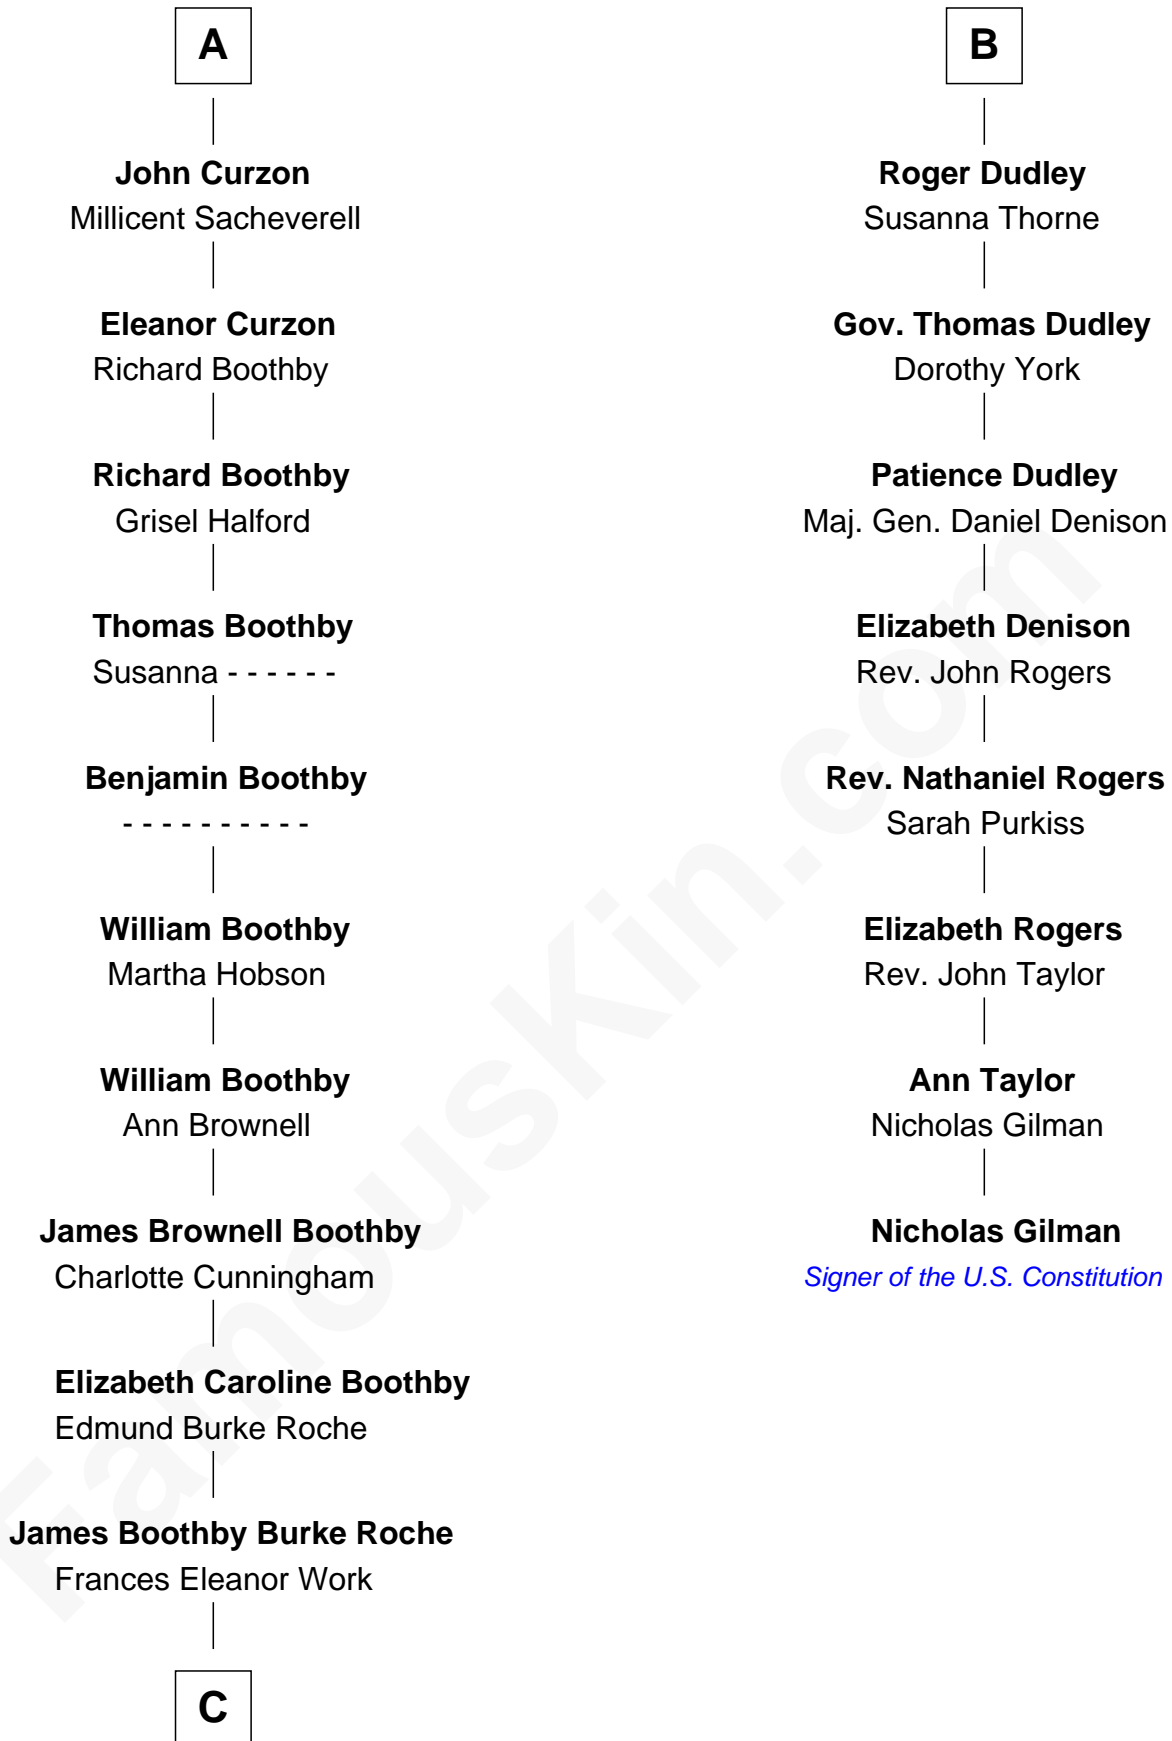 A
John Curzon
Millicent Sacheverell
Eleanor Curzon
Richard Boothby
Richard Boothby
Grisel Halford
Thomas Boothby
Susanna - - - - - -
Benjamin Boothby
- - - - - - - - - -
William Boothby
Martha Hobson
William Boothby
Ann Brownell
James Brownell Boothby
Charlotte Cunningham
Elizabeth Caroline Boothby
Edmund Burke Roche
James Boothby Burke Roche
Frances Eleanor Work
C
B
Roger Dudley
Susanna Thorne
Gov. Thomas Dudley
Dorothy York
Patience Dudley
Maj. Gen. Daniel Denison
Elizabeth Denison
Rev. John Rogers
Rev. Nathaniel Rogers
Sarah Purkiss
Elizabeth Rogers
Rev. John Taylor
Ann Taylor
Nicholas Gilman
Nicholas Gilman
Signer of the U.S. Constitution
FamousKin.com